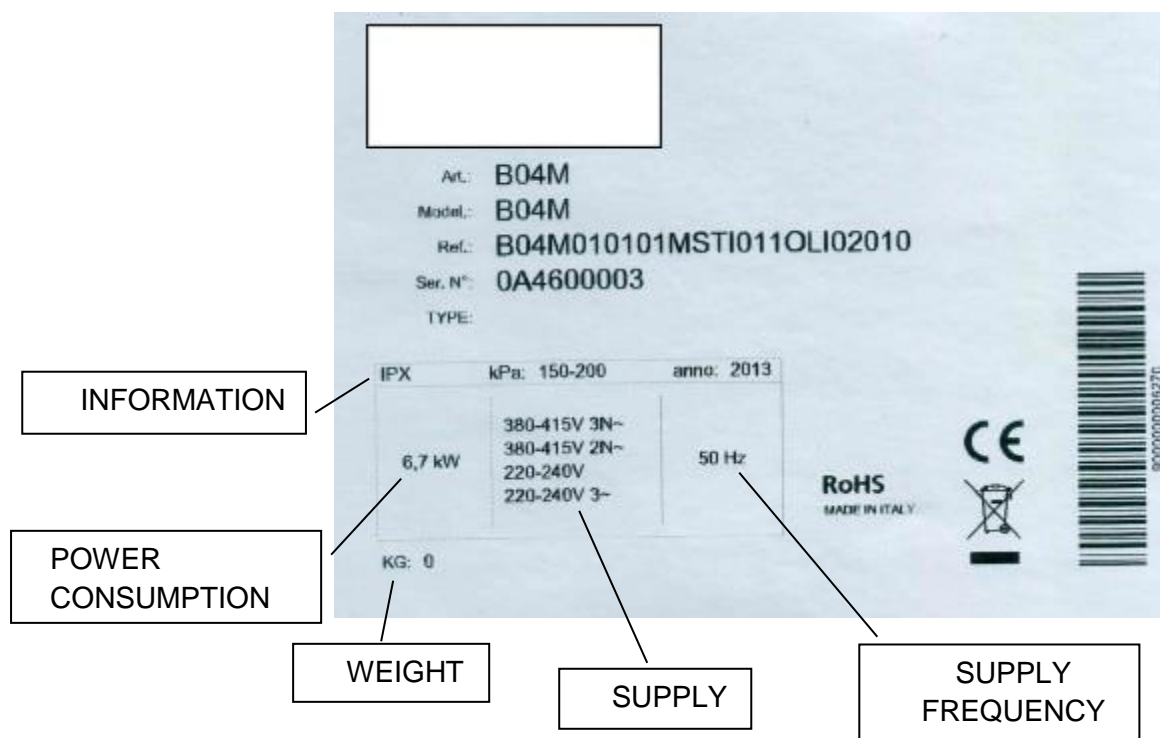 Art.: B04M
Model.: B04M
Ref.: B04M010101MSTI011OLI02010
Ser. N°: 0A4600003
TYPE:
IPX kPa: 150-200 anno: 2013
INFORMATION
380-415V 3N~
380-415V 2N~
6,7 kW
220-240V
220-240V 3~
50 Hz
CE
RoHS
MADE IN ITALY
POWER
CONSUMPTION
KG: 0
WEIGHT
SUPPLY
SUPPLY
FREQUENCY